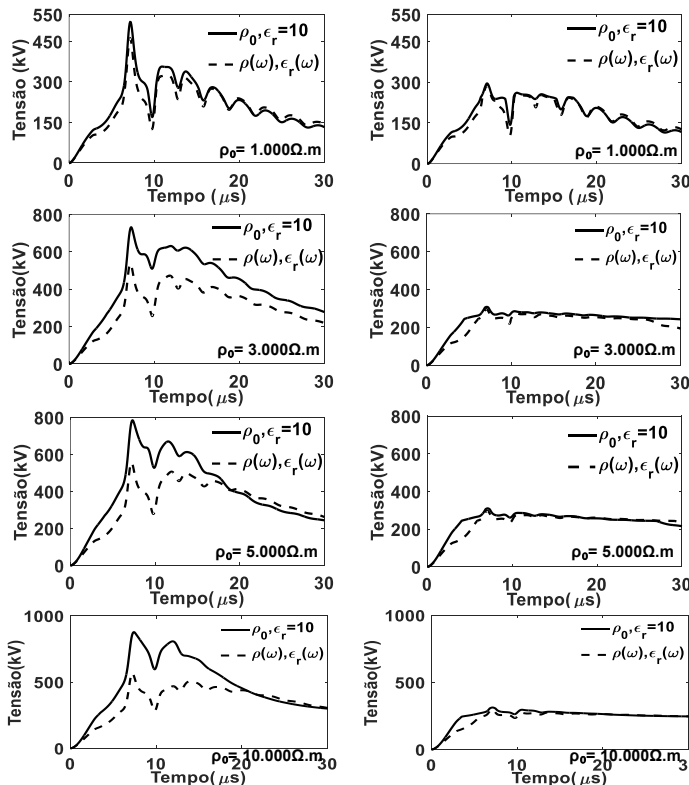 550
450
300
150
0
Tensão (kV)
ρ₀,ϵᵣ=10
ρ(ω),ϵᵣ(ω)
ρ₀= 1.000Ω.m
0 10 20 30
Tempo ( μs)
550
450
300
150
0
Tensão (kV)
ρ₀,ϵᵣ=10
ρ(ω),ϵᵣ(ω)
ρ₀= 1.000Ω.m
0 10 20 30
Tempo ( μs)
800
600
400
200
0
Tensão(kV)
ρ₀,ϵᵣ=10
ρ(ω),ϵᵣ(ω)
ρ₀= 3.000Ω.m
0 10 20 30
Tempo( μs)
800
600
400
200
0
Tensão(kV)
ρ₀,ϵᵣ=10
ρ(ω),ϵᵣ(ω)
ρ₀= 3.000Ω.m
0 10 20 30
Tempo( μs)
800
600
400
200
0
Tensão(kV)
ρ₀,ϵᵣ=10
ρ(ω),ϵᵣ(ω)
ρ₀= 5.000Ω.m
0 10 20 30
Tempo( μs)
800
600
400
200
0
Tensão(kV)
ρ₀,ϵᵣ=10
ρ(ω),ϵᵣ(ω)
ρ₀= 5.000Ω.m
0 10 20 30
Tempo( μs)
1000
500
0
Tensão(kV)
ρ₀,ϵᵣ=10
ρ(ω),ϵᵣ(ω)
ρ₀= 10.000Ω.m
0 10 20 30
Tempo( μs)
1000
500
0
Tensão(kV)
ρ₀,ϵᵣ=10
ρ(ω),ϵᵣ(ω)
ρ₀= 10.000Ω.m
0 10 20 3
Tempo( μs)